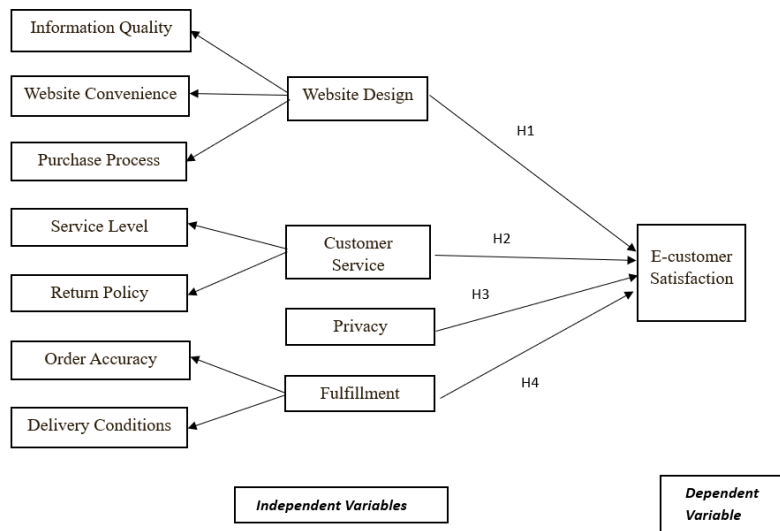 Information Quality
Website Convenience
Purchase Process
Website Design
H1
Service Level
Return Policy
Customer
Service
H2
E-customer
Satisfaction
H3
Privacy
Order Accuracy
Delivery Conditions
Fulfillment
H4
Independent Variables
Dependent
Variable